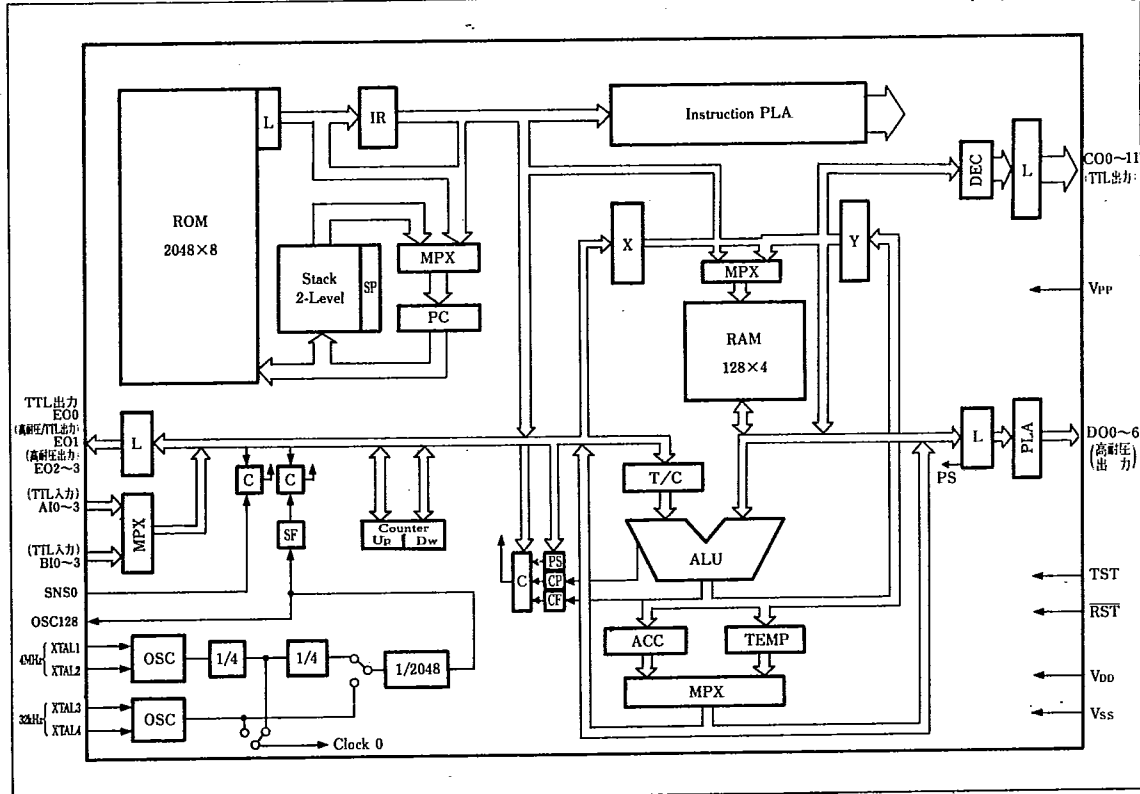 ROM
2048×8
L
IR
Instruction PLA
DEC
L
CO0~11
(TTL出力)
Stack
2-Level
SP
MPX
PC
X
Y
MPX
RAM
128×4
VPP
TTL出力
EO0
(高耐圧/TTL出力)
EO1
(高耐圧出力)
EO2~3
L
(TTL入力)
AI0~3
(TTL入力)
BI0~3
MPX
C
C
SF
Counter
Up
Dw
T/C
ALU
L
PS
PLA
DO0~6
(高耐圧
出力)
C
PS
CP
CF
SNS0
OSC128
TST
RST
ACC
TEMP
MPX
VDD
VSS
4MHz
XTAL1
XTAL2
OSC
1/4
1/4
1/2048
32kHz
XTAL3
XTAL4
OSC
Clock 0